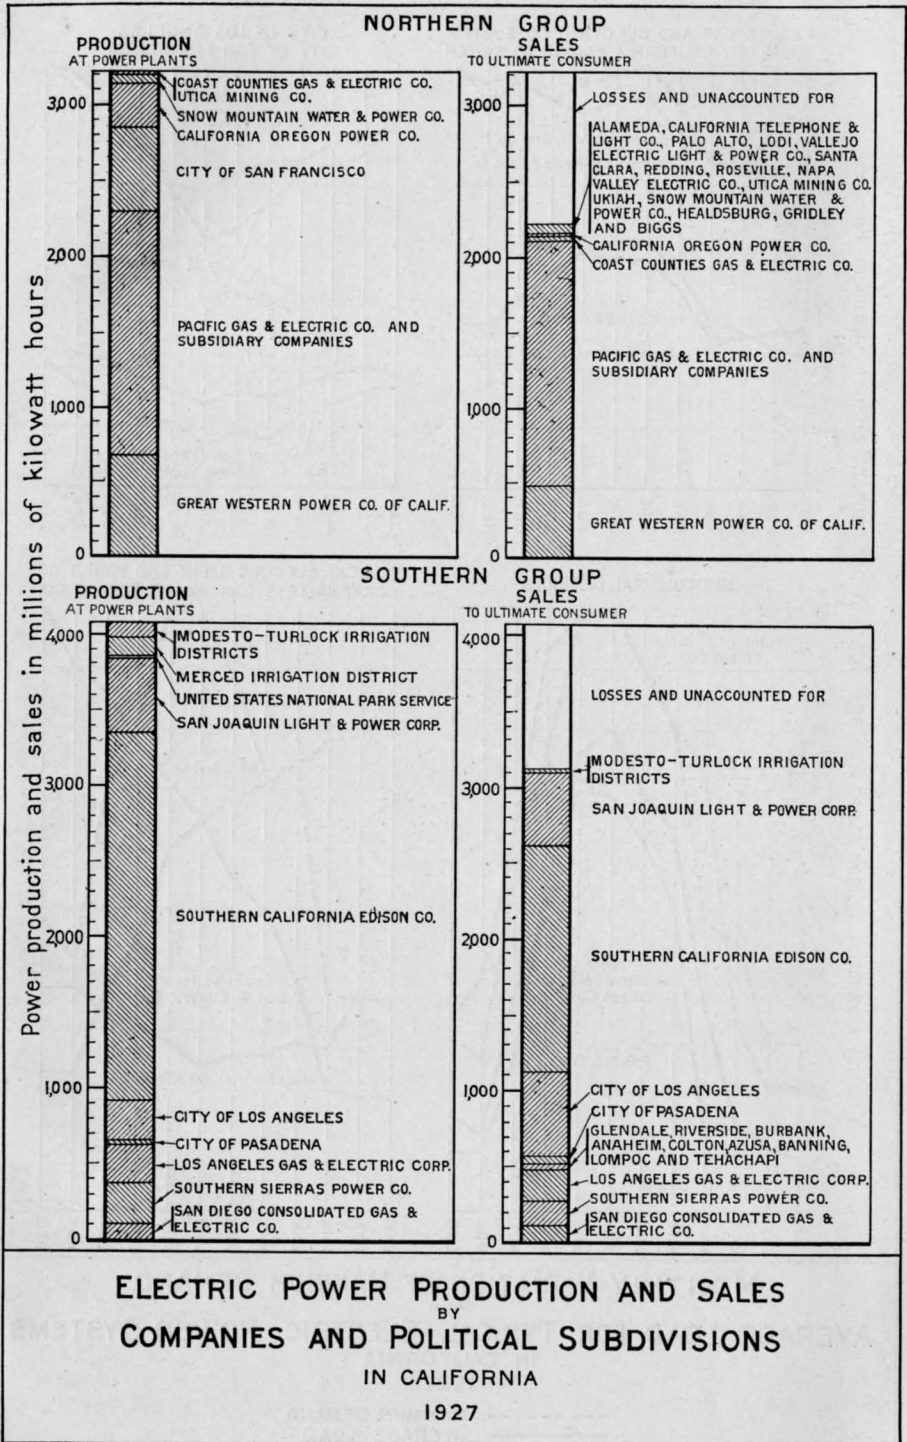 NORTHERN GROUP
PRODUCTION
AT POWER PLANTS
3,000
2,000
1,000
0
COAST COUNTIES GAS & ELECTRIC CO.
UTICA MINING CO.
SNOW MOUNTAIN WATER & POWER CO.
CALIFORNIA OREGON POWER CO.
CITY OF SAN FRANCISCO
PACIFIC GAS & ELECTRIC CO. AND
SUBSIDIARY COMPANIES
GREAT WESTERN POWER CO. OF CALIF.
SALES
TO ULTIMATE CONSUMER
3,000
2,000
1,000
0
LOSSES AND UNACCOUNTED FOR
ALAMEDA, CALIFORNIA TELEPHONE &
LIGHT CO., PALO ALTO, LODI, VALLEJO
ELECTRIC LIGHT & POWER CO., SANTA
CLARA, REDDING, ROSEVILLE, NAPA
VALLEY ELECTRIC CO., UTICA MINING CO.
UKIAH, SNOW MOUNTAIN WATER &
POWER CO., HEALDSBURG, GRIDLEY
AND BIGGS
CALIFORNIA OREGON POWER CO.
COAST COUNTIES GAS & ELECTRIC CO.
PACIFIC GAS & ELECTRIC CO. AND
SUBSIDIARY COMPANIES
GREAT WESTERN POWER CO. OF CALIF.
Power production and sales in millions of kilowatt hours
SOUTHERN GROUP
PRODUCTION
AT POWER PLANTS
4,000
3,000
2,000
1,000
0
MODESTO-TURLOCK IRRIGATION
DISTRICTS
MERCED IRRIGATION DISTRICT
UNITED STATES NATIONAL PARK SERVICE
SAN JOAQUIN LIGHT & POWER CORP.
SOUTHERN CALIFORNIA EDISON CO.
CITY OF LOS ANGELES
CITY OF PASADENA
LOS ANGELES GAS & ELECTRIC CORP.
SOUTHERN SIERRAS POWER CO.
SAN DIEGO CONSOLIDATED GAS &
ELECTRIC CO.
SALES
TO ULTIMATE CONSUMER
4,000
3,000
2,000
1,000
0
LOSSES AND UNACCOUNTED FOR
MODESTO-TURLOCK IRRIGATION
DISTRICTS
SAN JOAQUIN LIGHT & POWER CORP.
SOUTHERN CALIFORNIA EDISON CO.
CITY OF LOS ANGELES
CITY OF PASADENA
GLENDALE, RIVERSIDE, BURBANK,
ANAHEIM, COLTON, AZUSA, BANNING,
LOMPOC AND TEHACHAPI
LOS ANGELES GAS & ELECTRIC CORP.
SOUTHERN SIERRAS POWER CO.
SAN DIEGO CONSOLIDATED GAS &
ELECTRIC CO.
ELECTRIC POWER PRODUCTION AND SALES
BY
COMPANIES AND POLITICAL SUBDIVISIONS
IN CALIFORNIA
1927